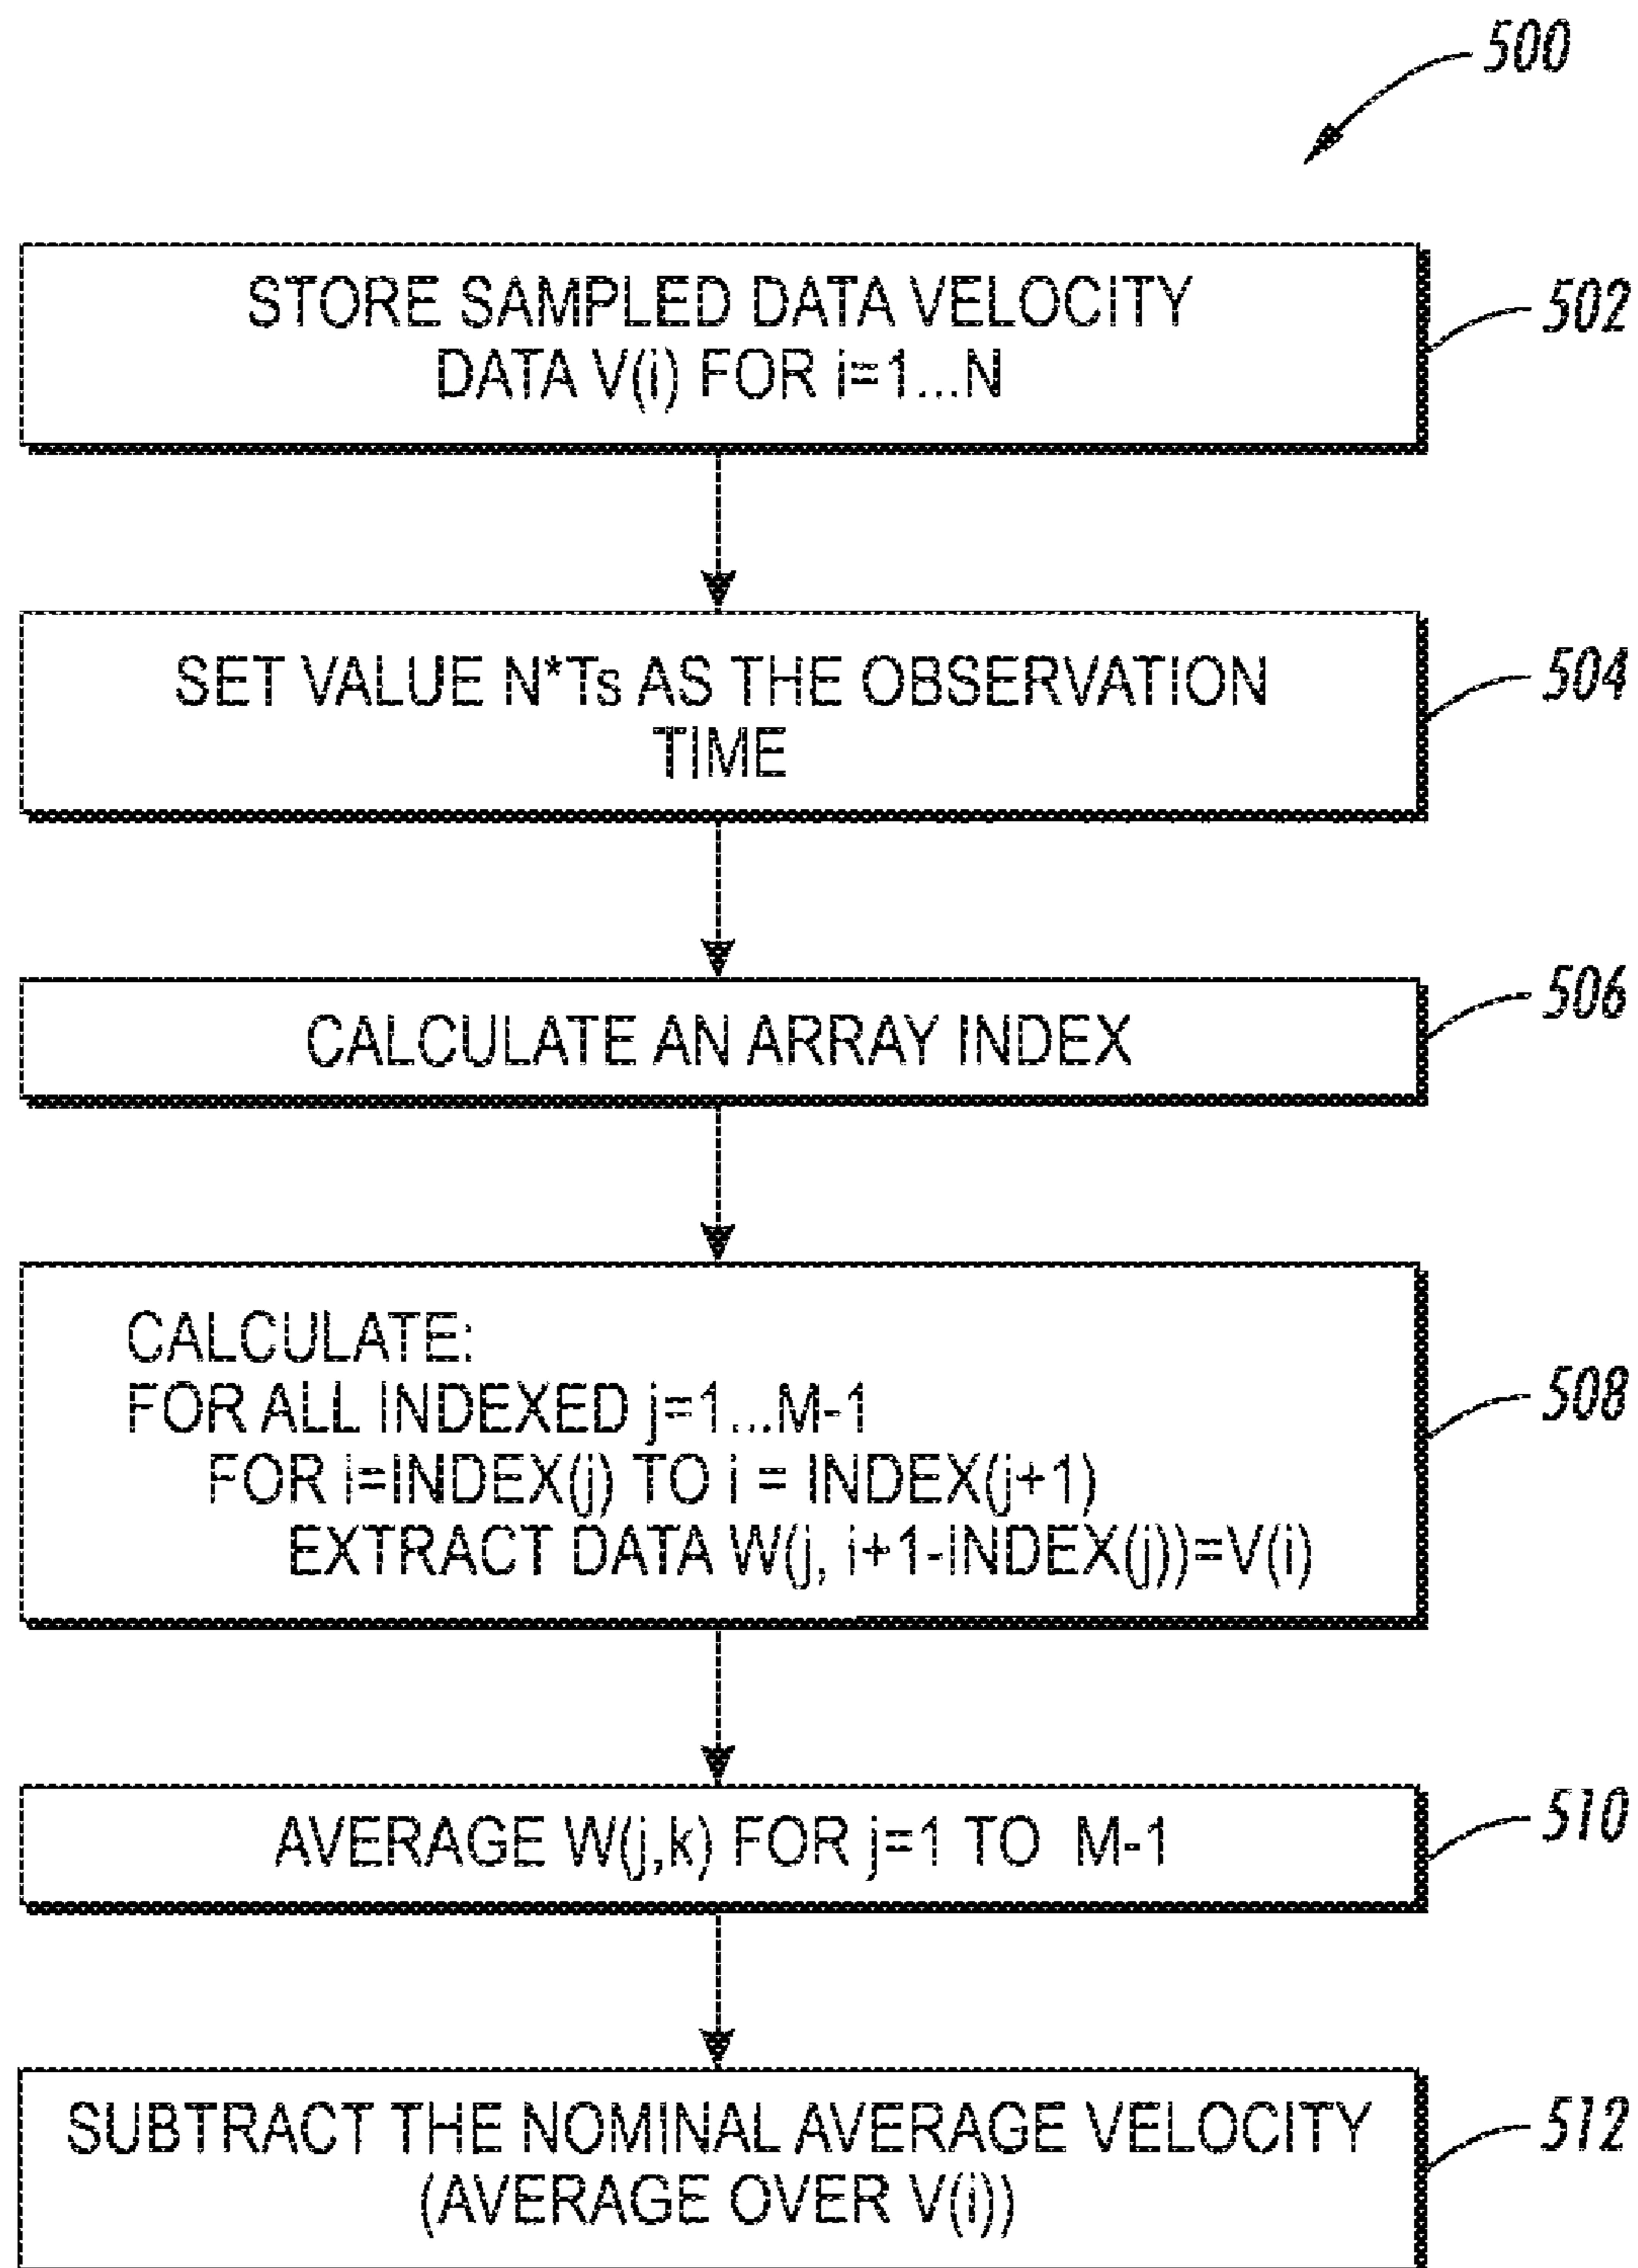 500
STORE SAMPLED DATA VELOCITY
DATA V(i) FOR i=1...N
502
SET VALUE N*Ts AS THE OBSERVATION
TIME
504
CALCULATE AN ARRAY INDEX
506
CALCULATE:
FOR ALL INDEXED j=1...M-1
FOR i=INDEX(j) TO i = INDEX(j+1)
EXTRACT DATA W(j, i+1-INDEX(j))=V(i)
508
AVERAGE W(j,k) FOR j=1 TO M-1
510
SUBTRACT THE NOMINAL AVERAGE VELOCITY
(AVERAGE OVER V(i))
512